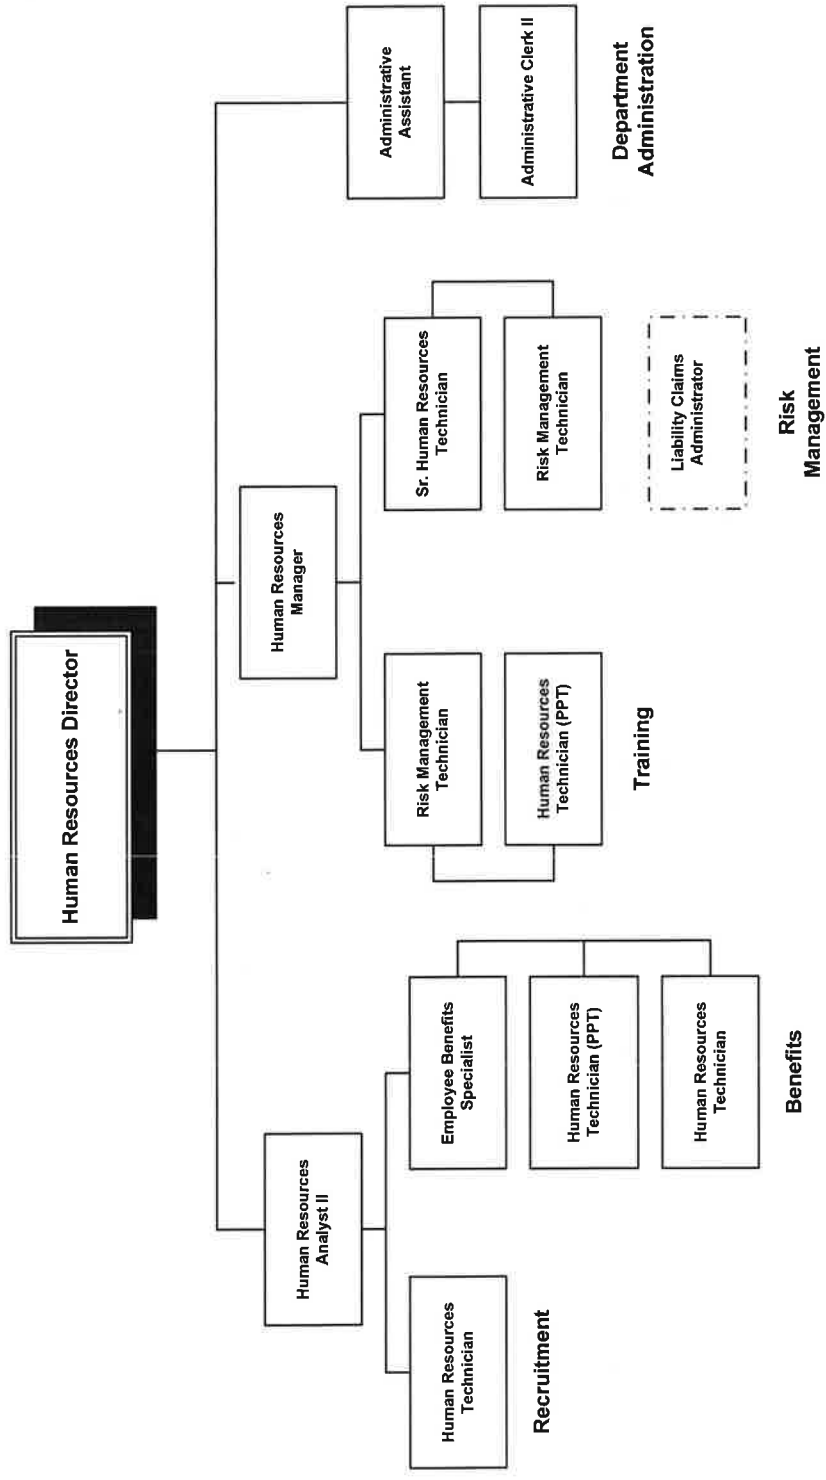 Human Resources Director
Human Resources
Analyst II
Human Resources
Technician
Recruitment
Employee Benefits
Specialist
Human Resources
Technician (PPT)
Human Resources
Technician
Benefits
Human Resources
Manager
Risk Management
Technician
Human Resources
Technician (PPT)
Training
Sr. Human Resources
Technician
Risk Management
Technician
Liability Claims
Administrator
Risk
Management
Administrative
Assistant
Administrative Clerk II
Department
Administration